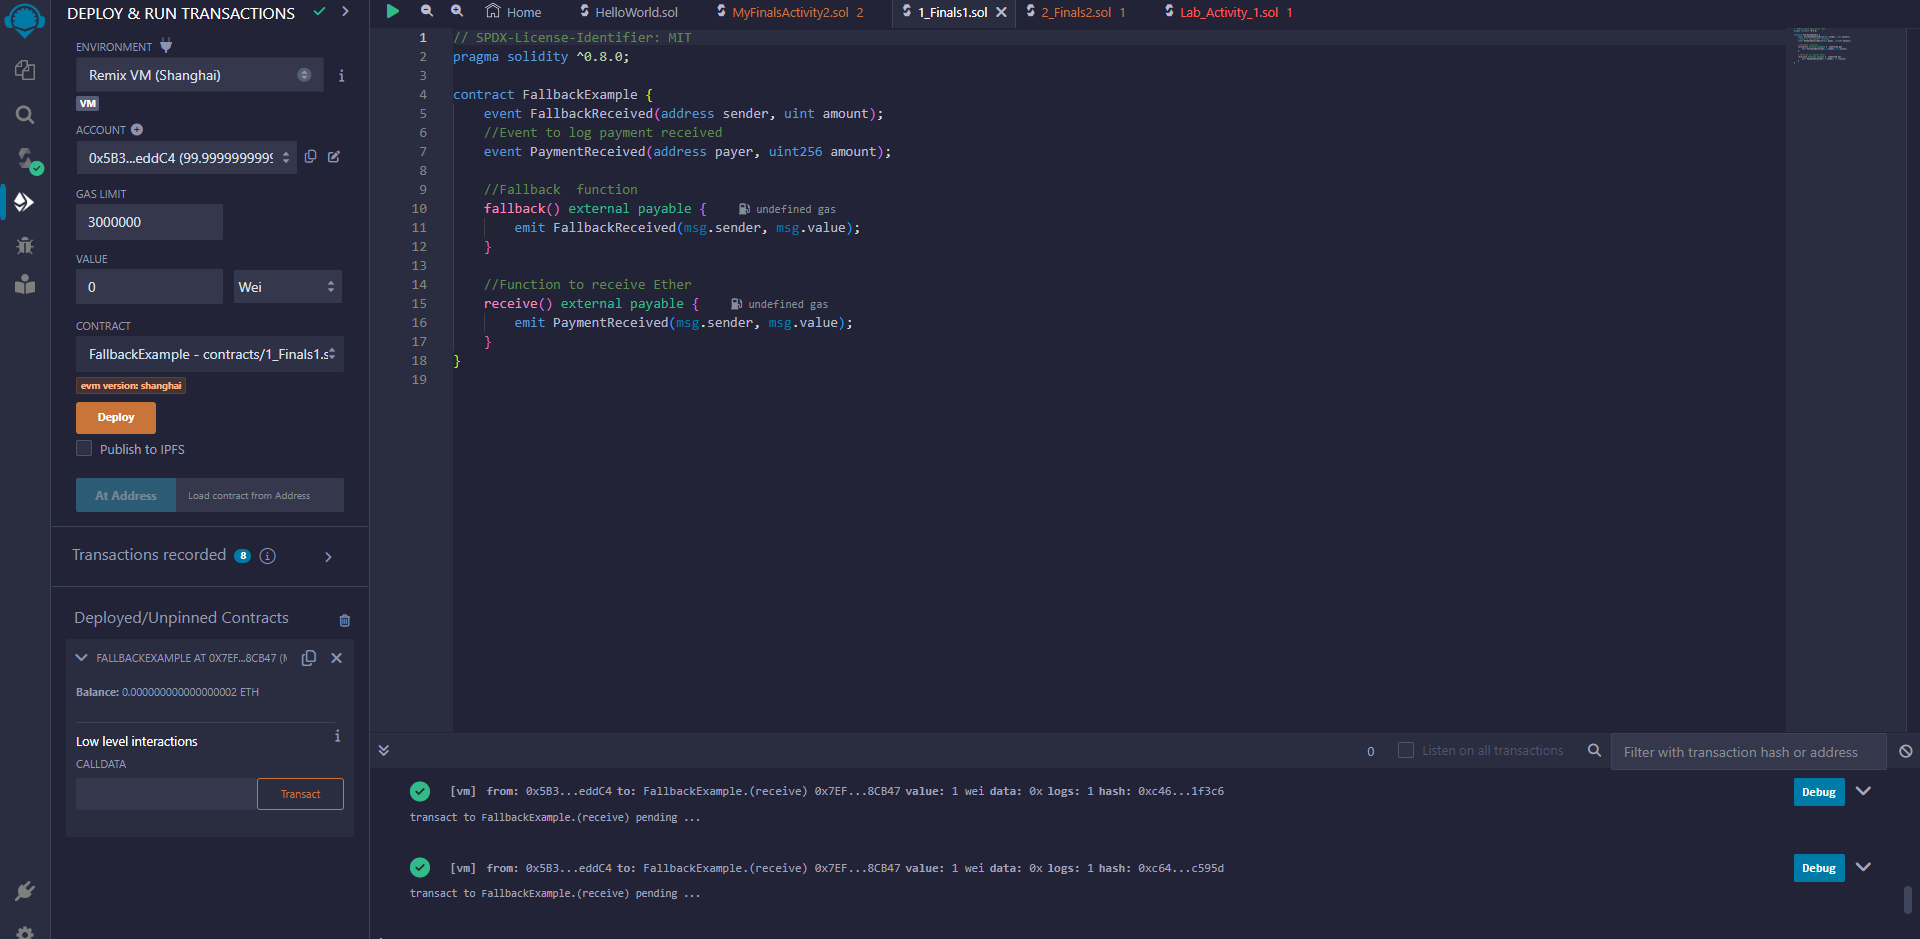 DEPLOY & RUN TRANSACTIONS
ENVIRONMENT
Remix VM (Shanghai)
VM
ACCOUNT
0x5B3...eddC4 (99.9999999999
GAS LIMIT
3000000
VALUE
0
Wei
CONTRACT
FallbackExample - contracts/1_Finals1.s
evm version: shanghai
Deploy
Publish to IPFS
At Address
Load contract from Address
Transactions recorded 8
Deployed/Unpinned Contracts
FALLBACKEXAMPLE AT 0X7EF...8CB47 (M
Balance: 0.000000000000000002 ETH
Low level interactions
CALLDATA
Transact
Home
HelloWorld.sol
MyFinalsActivity2.sol 2
1_Finals1.sol
2_Finals2.sol 1
Lab_Activity_1.sol 1
1 // SPDX-License-Identifier: MIT
2 pragma solidity ^0.8.0;
3
4 contract FallbackExample {
5 event FallbackReceived(address sender, uint amount);
6 //Event to log payment received
7 event PaymentReceived(address payer, uint256 amount);
8
9 //Fallback  function
10 fallback() external payable { undefined gas
11 emit FallbackReceived(msg.sender, msg.value);
12 }
13
14 //Function to receive Ether
15 receive() external payable { undefined gas
16 emit PaymentReceived(msg.sender, msg.value);
17 }
18 }
19
0
Listen on all transactions
Filter with transaction hash or address
[vm] from: 0x5B3...eddC4 to: FallbackExample.(receive) 0x7EF...8CB47 value: 1 wei data: 0x logs: 1 hash: 0xc46...1f3c6
Debug
transact to FallbackExample.(receive) pending ...
[vm] from: 0x5B3...eddC4 to: FallbackExample.(receive) 0x7EF...8CB47 value: 1 wei data: 0x logs: 1 hash: 0xc64...c595d
Debug
transact to FallbackExample.(receive) pending ...